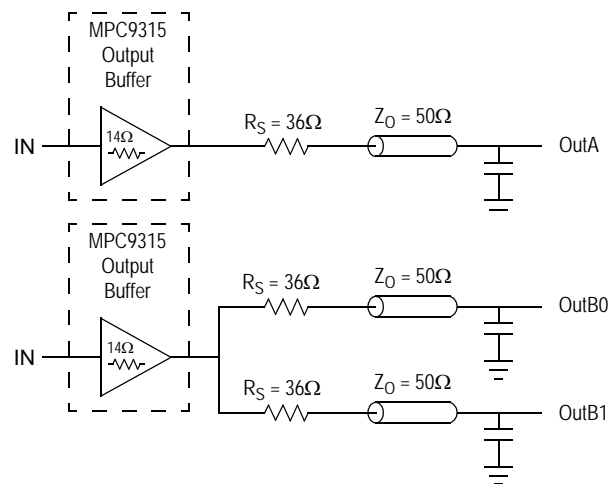 MPC9315
Output
Buffer
IN
14Ω
R_S = 36Ω
Z_O = 50Ω
OutA
MPC9315
Output
Buffer
IN
14Ω
R_S = 36Ω
Z_O = 50Ω
OutB0
R_S = 36Ω
Z_O = 50Ω
OutB1